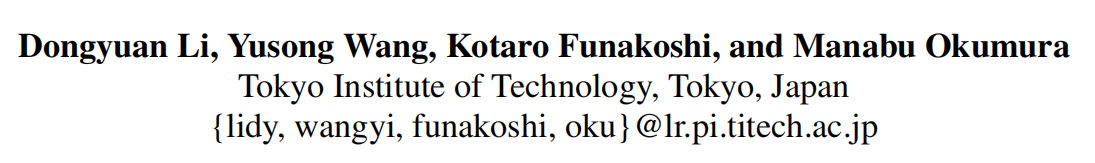 Dongyuan Li, Yusong Wang, Kotaro Funakoshi, and Manabu Okumura
Tokyo Institute of Technology, Tokyo, Japan
{lidy, wangyi, funakoshi, oku}@lr.pi.titech.ac.jp